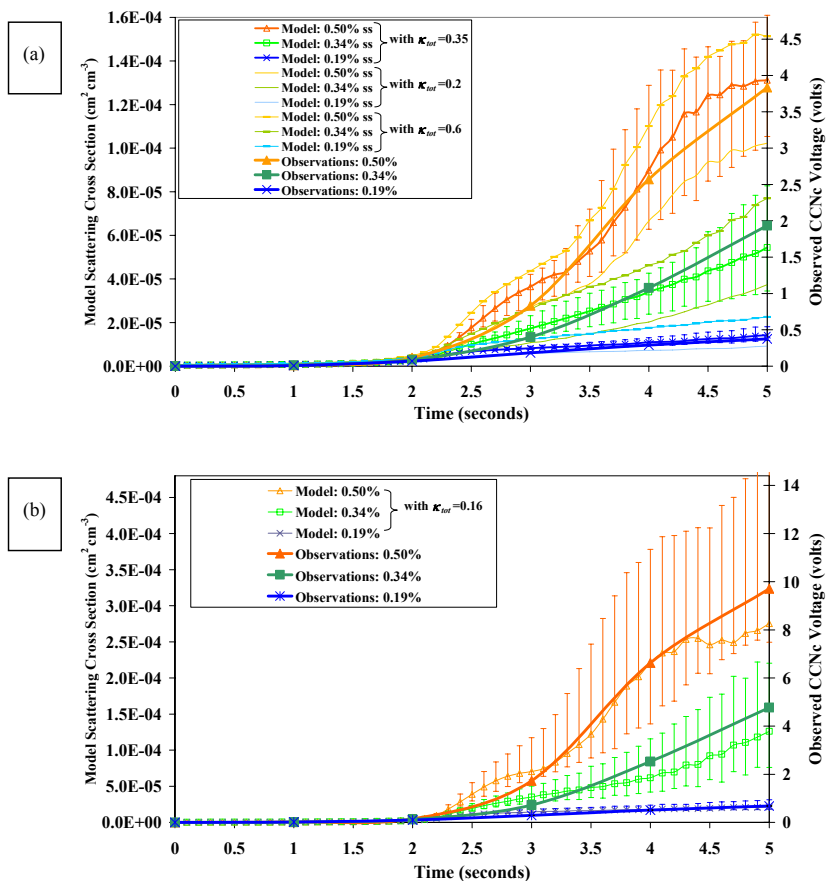 (a)
Model Scattering Cross Section (cm² cm⁻³)
1.6E-04
1.4E-04
1.2E-04
1.0E-04
8.0E-05
6.0E-05
4.0E-05
2.0E-05
0.0E+00
Model: 0.50% ss
Model: 0.34% ss
Model: 0.19% ss
with κtot=0.35
Model: 0.50% ss
Model: 0.34% ss
Model: 0.19% ss
with κtot=0.2
Model: 0.50% ss
Model: 0.34% ss
Model: 0.19% ss
with κtot=0.6
Observations: 0.50%
Observations: 0.34%
Observations: 0.19%
4.5
4
3.5
3
2.5
2
1.5
1
0.5
0
Observed CCNc Voltage (volts)
0 0.5 1 1.5 2 2.5 3 3.5 4 4.5 5
Time (seconds)
(b)
Model Scattering Cross Section (cm² cm⁻³)
4.5E-04
4.0E-04
3.5E-04
3.0E-04
2.5E-04
2.0E-04
1.5E-04
1.0E-04
5.0E-05
0.0E+00
Model: 0.50%
Model: 0.34%
Model: 0.19%
with κtot=0.16
Observations: 0.50%
Observations: 0.34%
Observations: 0.19%
14
12
10
8
6
4
2
0
Observed CCNc Voltage (volts)
0 0.5 1 1.5 2 2.5 3 3.5 4 4.5 5
Time (seconds)